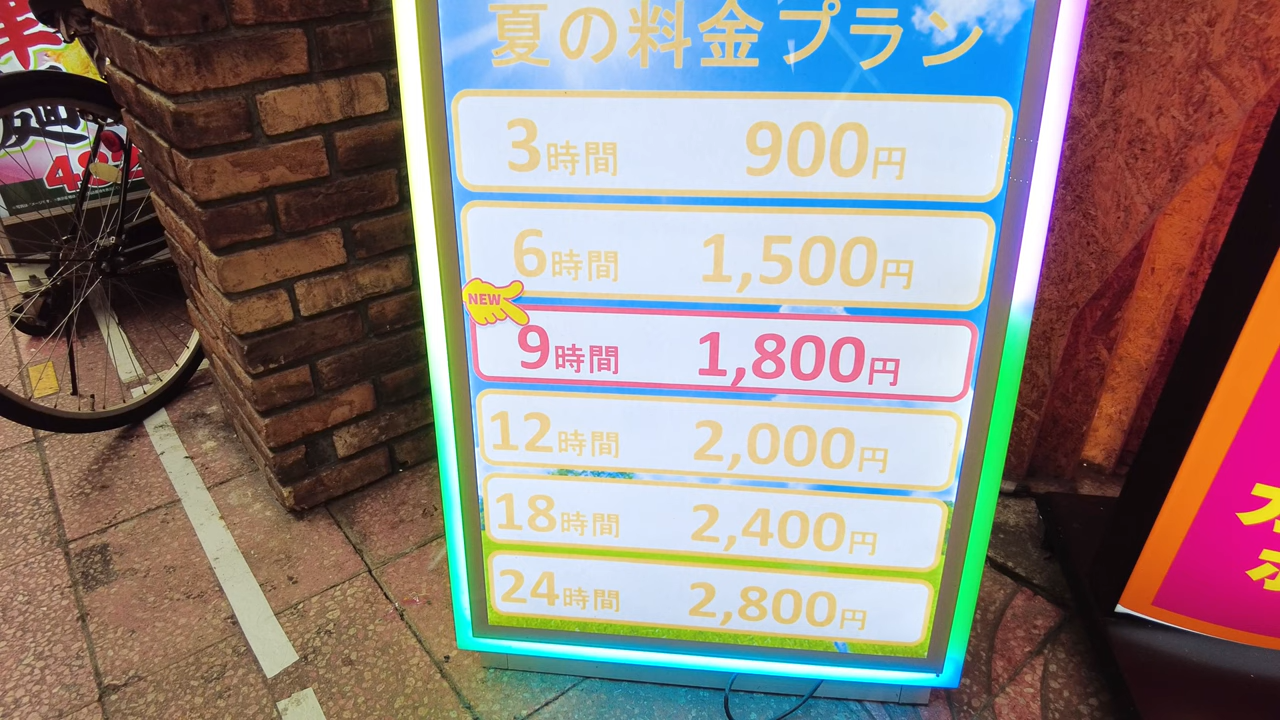 夏の料金プラン
3時間 900円
6時間 1,500円
NEW
9時間 1,800円
12時間 2,000円
18時間 2,400円
24時間 2,800円